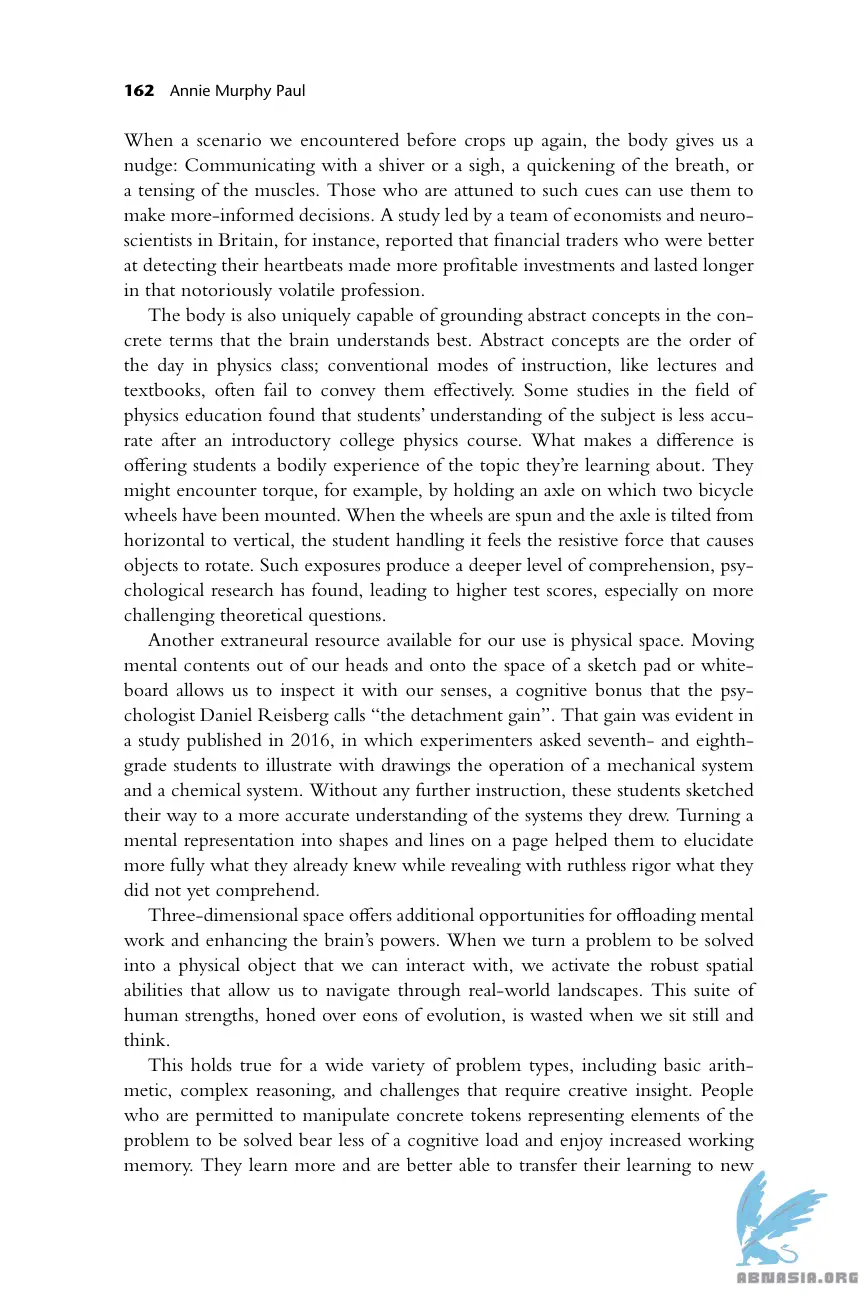 162 Annie Murphy Paul
When a scenario we encountered before crops up again, the body gives us a
nudge: Communicating with a shiver or a sigh, a quickening of the breath, or
a tensing of the muscles. Those who are attuned to such cues can use them to
make more-informed decisions. A study led by a team of economists and neuro-
scientists in Britain, for instance, reported that financial traders who were better
at detecting their heartbeats made more profitable investments and lasted longer
in that notoriously volatile profession.
The body is also uniquely capable of grounding abstract concepts in the con-
crete terms that the brain understands best. Abstract concepts are the order of
the day in physics class; conventional modes of instruction, like lectures and
textbooks, often fail to convey them effectively. Some studies in the field of
physics education found that students’ understanding of the subject is less accu-
rate after an introductory college physics course. What makes a difference is
offering students a bodily experience of the topic they’re learning about. They
might encounter torque, for example, by holding an axle on which two bicycle
wheels have been mounted. When the wheels are spun and the axle is tilted from
horizontal to vertical, the student handling it feels the resistive force that causes
objects to rotate. Such exposures produce a deeper level of comprehension, psy-
chological research has found, leading to higher test scores, especially on more
challenging theoretical questions.
Another extraneural resource available for our use is physical space. Moving
mental contents out of our heads and onto the space of a sketch pad or white-
board allows us to inspect it with our senses, a cognitive bonus that the psy-
chologist Daniel Reisberg calls “the detachment gain”. That gain was evident in
a study published in 2016, in which experimenters asked seventh- and eighth-
grade students to illustrate with drawings the operation of a mechanical system
and a chemical system. Without any further instruction, these students sketched
their way to a more accurate understanding of the systems they drew. Turning a
mental representation into shapes and lines on a page helped them to elucidate
more fully what they already knew while revealing with ruthless rigor what they
did not yet comprehend.
Three-dimensional space offers additional opportunities for offloading mental
work and enhancing the brain’s powers. When we turn a problem to be solved
into a physical object that we can interact with, we activate the robust spatial
abilities that allow us to navigate through real-world landscapes. This suite of
human strengths, honed over eons of evolution, is wasted when we sit still and
think.
This holds true for a wide variety of problem types, including basic arith-
metic, complex reasoning, and challenges that require creative insight. People
who are permitted to manipulate concrete tokens representing elements of the
problem to be solved bear less of a cognitive load and enjoy increased working
memory. They learn more and are better able to transfer their learning to new
ABNASIA.ORG